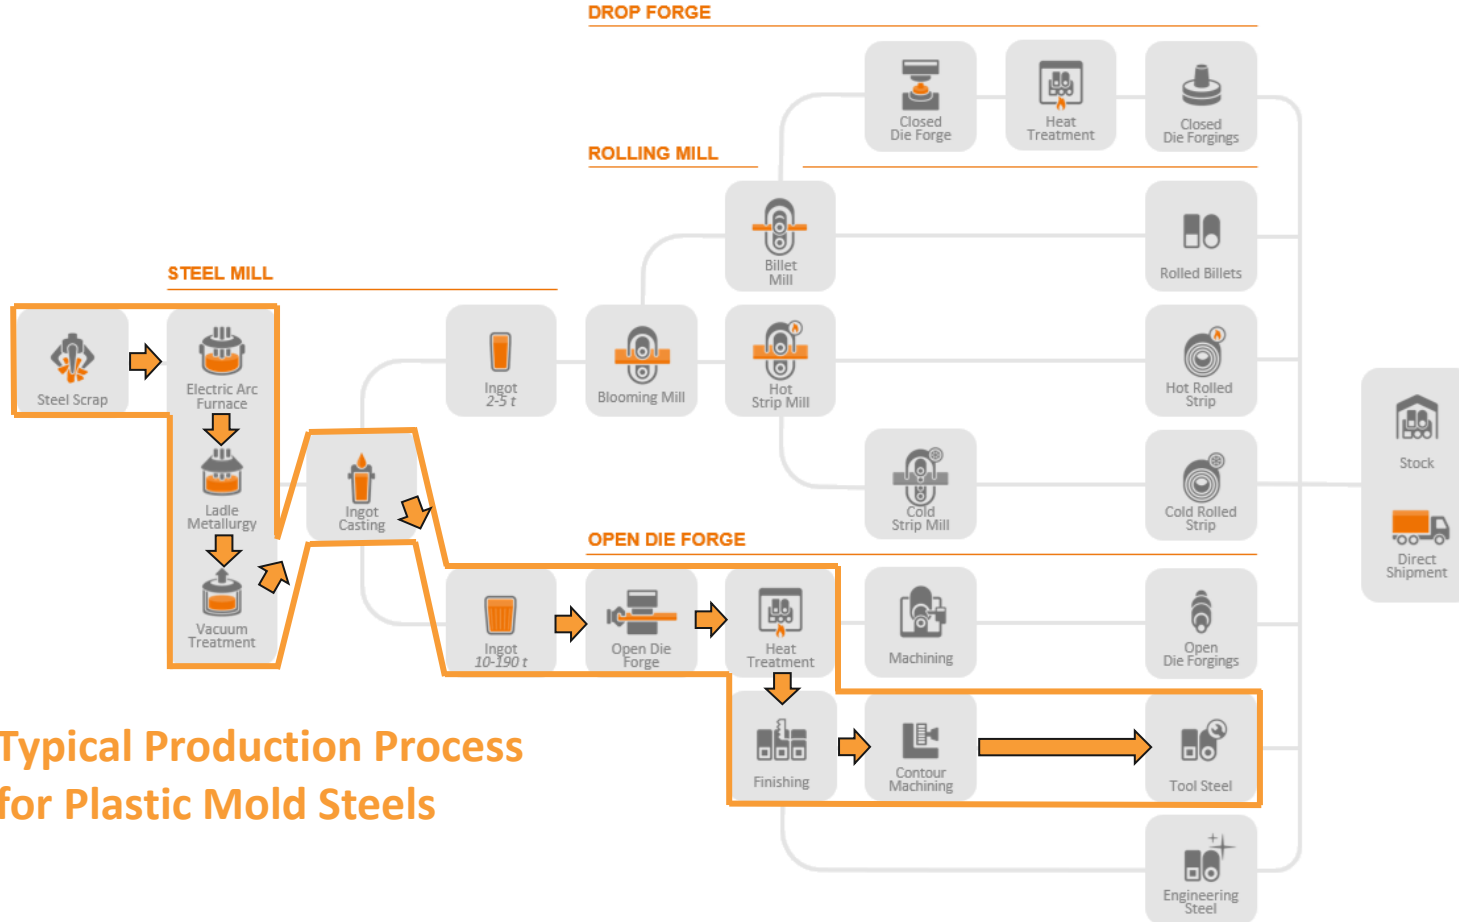 DROP FORGE
Closed
Die Forge
Heat
Treatment
Closed
Die Forgings
ROLLING MILL
Billet
Mill
Rolled Billets
STEEL MILL
Steel Scrap
Electric Arc
Furnace
Ladle
Metallurgy
Vacuum
Treatment
Ingot
Casting
Ingot
2-5 t
Blooming Mill
Hot
Strip Mill
Hot Rolled
Strip
Cold
Strip Mill
Cold Rolled
Strip
Stock
Direct
Shipment
OPEN DIE FORGE
Ingot
10-190 t
Open Die
Forge
Heat
Treatment
Machining
Open
Die Forgings
Finishing
Contour
Machining
Tool Steel
Engineering
Steel
Typical Production Process
for Plastic Mold Steels